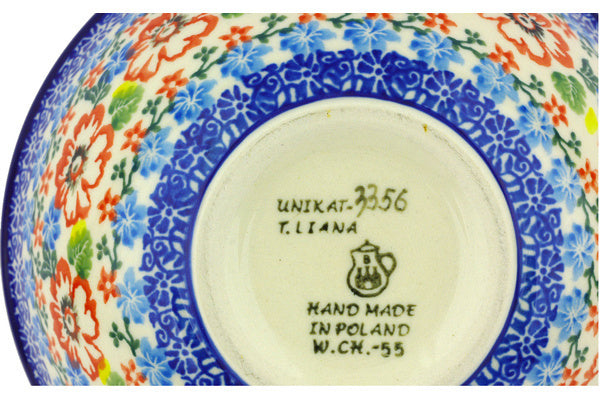 UNIKAT-3356
T. LIANA
B
HAND MADE
IN POLAND
W.CH.-55